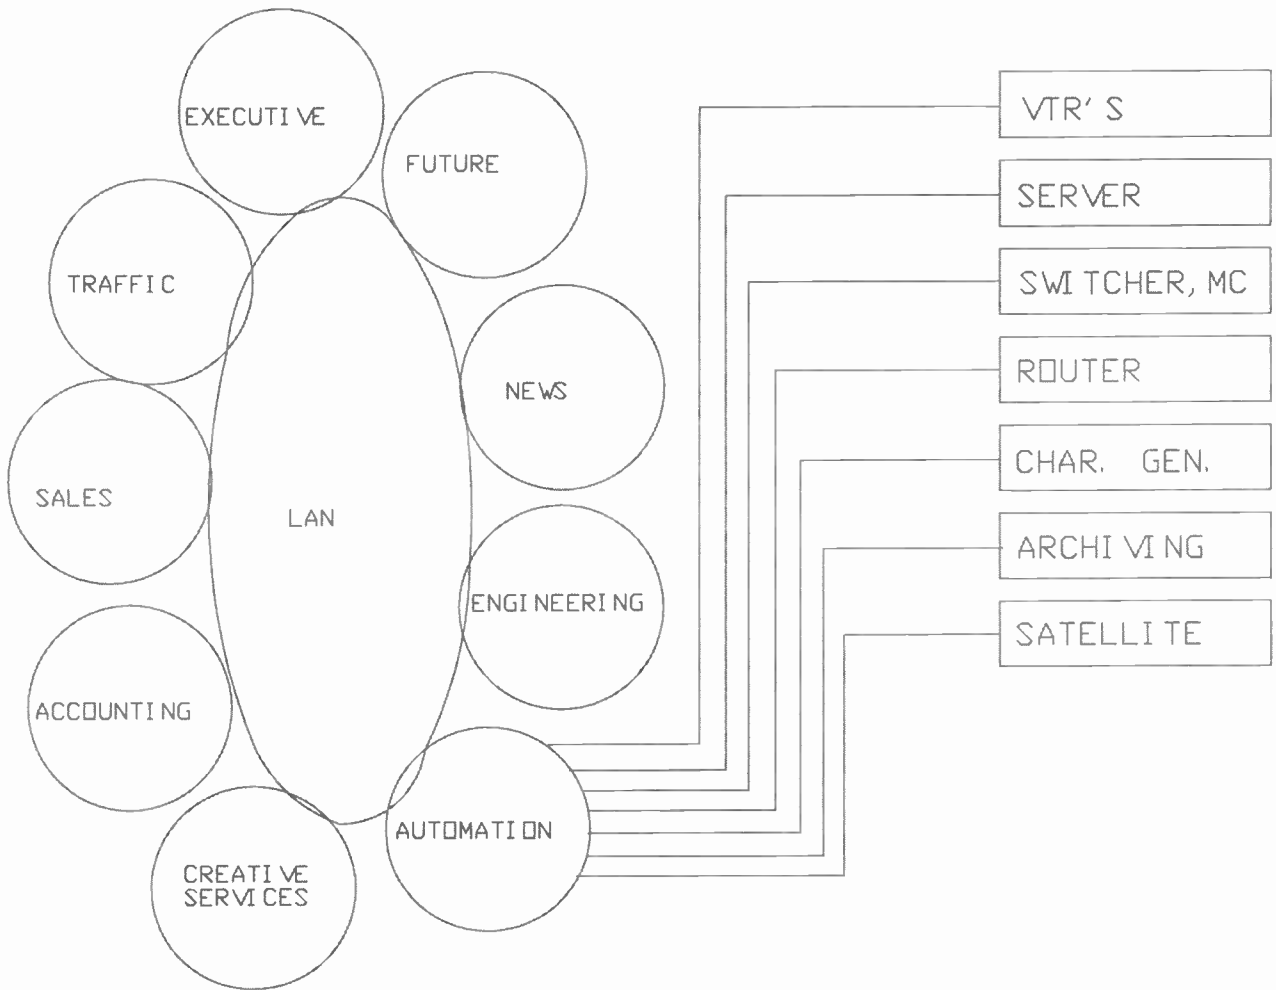 EXECUTIVE
FUTURE
TRAFFIC
NEWS
SALES
LAN
ENGINEERING
ACCOUNTING
AUTOMATION
CREATIVE
SERVICES
VTR'S
SERVER
SWITCHER, MC
ROUTER
CHAR. GEN.
ARCHIVING
SATELLITE